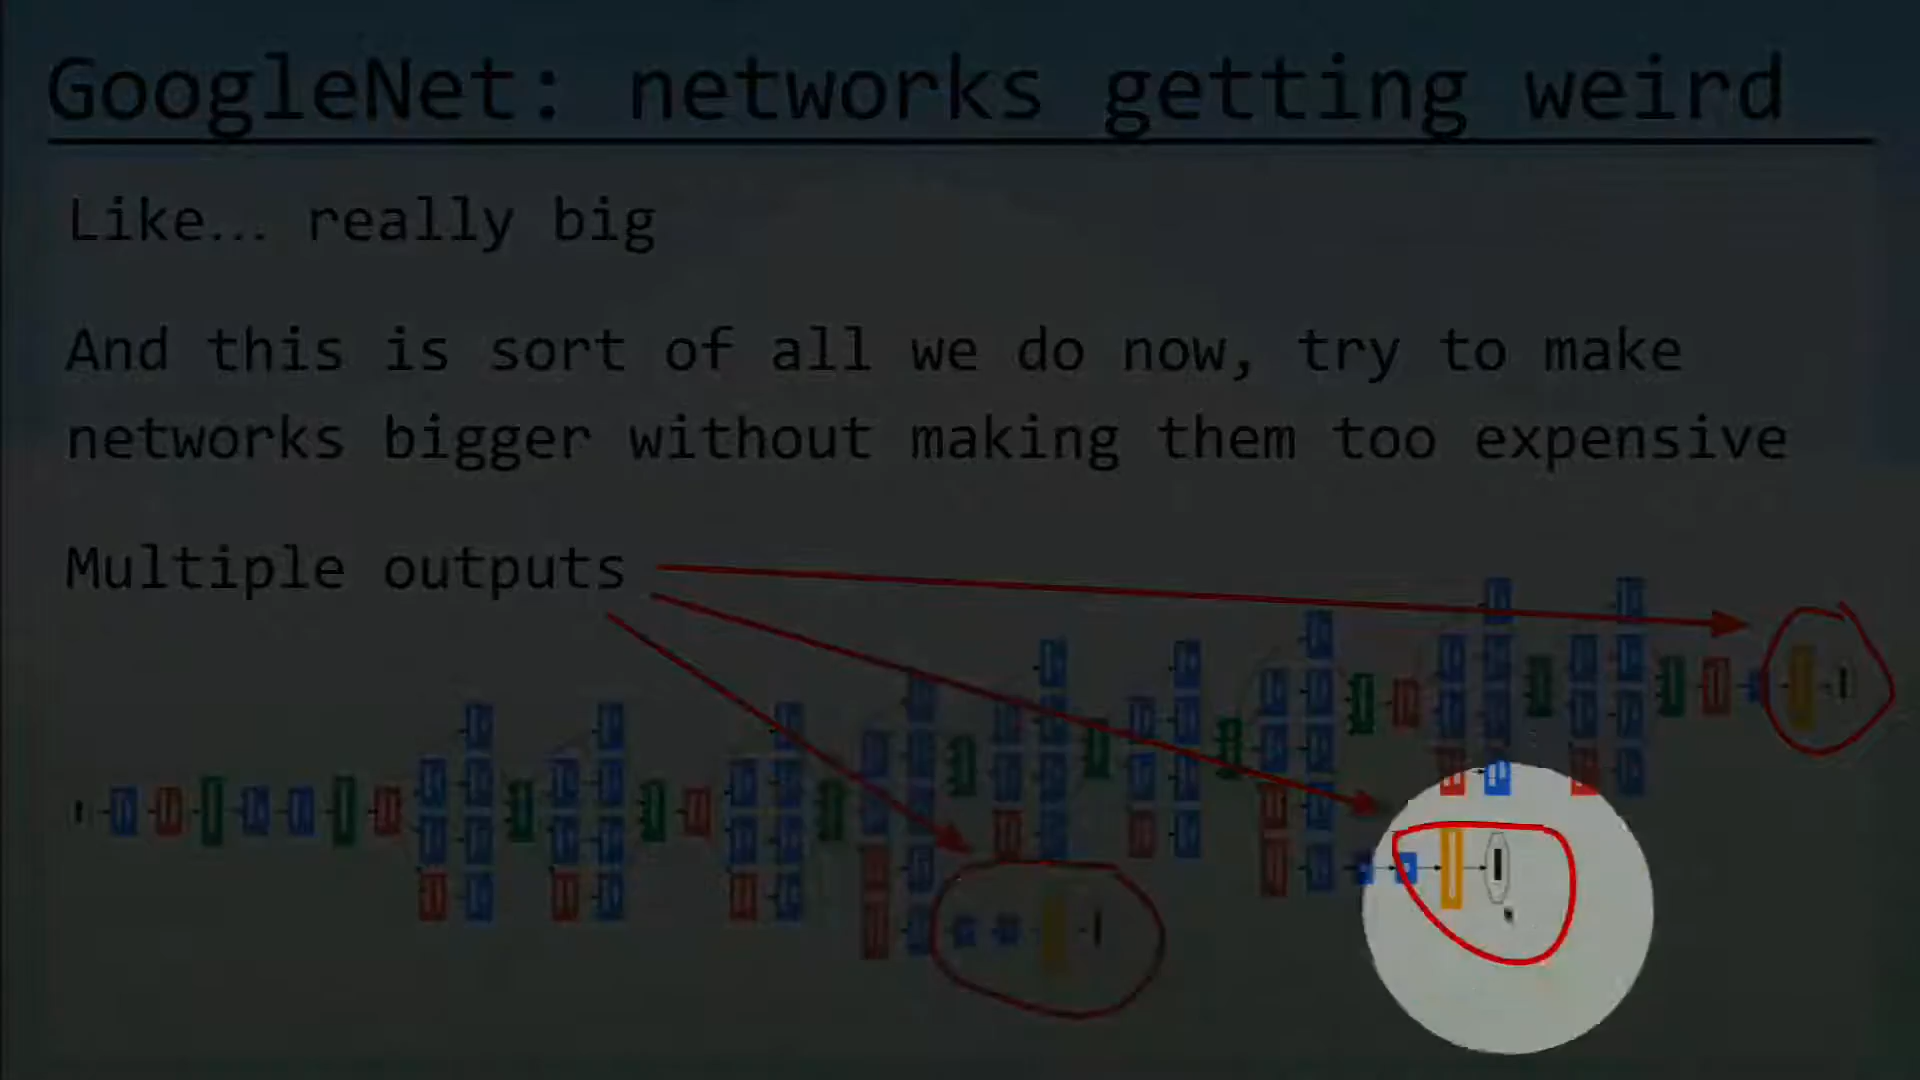 GoogleNet: networks getting weird
Like... really big
And this is sort of all we do now, try to make
networks bigger without making them too expensive
Multiple outputs